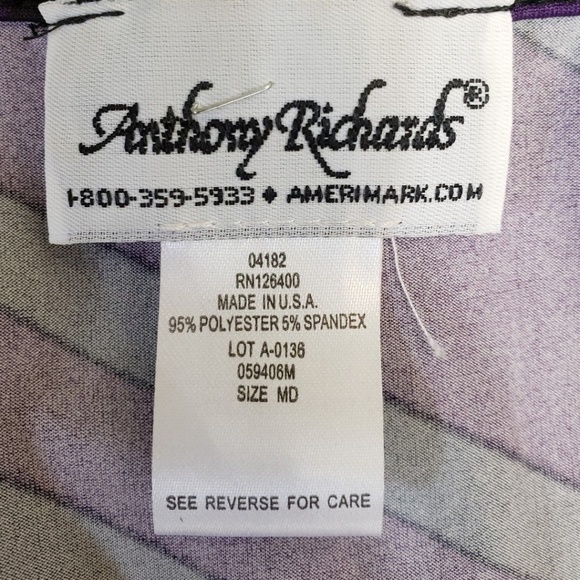 Anthony Richards®
1-800-359-5933 ♦ AMERIMARK.COM
04182
RN126400
MADE IN U.S.A.
95% POLYESTER 5% SPANDEX
LOT A-0136
059406M
SIZE MD
SEE REVERSE FOR CARE